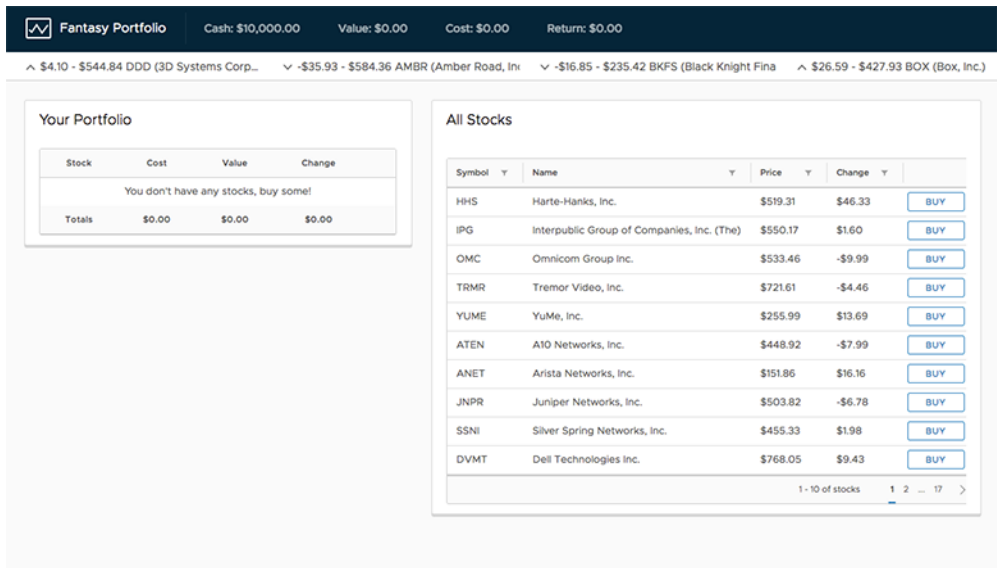 Fantasy Portfolio Cash: $10,000.00 Value: $0.00 Cost: $0.00 Return: $0.00
$4.10 - $544.84 DDD (3D Systems Corp... -$35.93 - $584.36 AMBR (Amber Road, Inc -$16.85 - $235.42 BKFS (Black Knight Fina $26.59 - $427.93 BOX (Box, Inc.)
Your Portfolio
Stock Cost Value Change
You don't have any stocks, buy some!
Totals $0.00 $0.00 $0.00
All Stocks
Symbol Name Price Change
HHS Harte-Hanks, Inc. $519.31 $46.33 BUY
IPG Interpublic Group of Companies, Inc. (The) $550.17 $1.60 BUY
OMC Omnicom Group Inc. $533.46 -$9.99 BUY
TRMR Tremor Video, Inc. $721.61 -$4.46 BUY
YUME YuMe, Inc. $255.99 $13.69 BUY
ATEN A10 Networks, Inc. $448.92 -$7.99 BUY
ANET Arista Networks, Inc. $151.86 $16.16 BUY
JNPR Juniper Networks, Inc. $503.82 -$6.78 BUY
SSNI Silver Spring Networks, Inc. $455.33 $1.98 BUY
DVMT Dell Technologies Inc. $768.05 $9.43 BUY
1 - 10 of stocks 1 2 ... 17